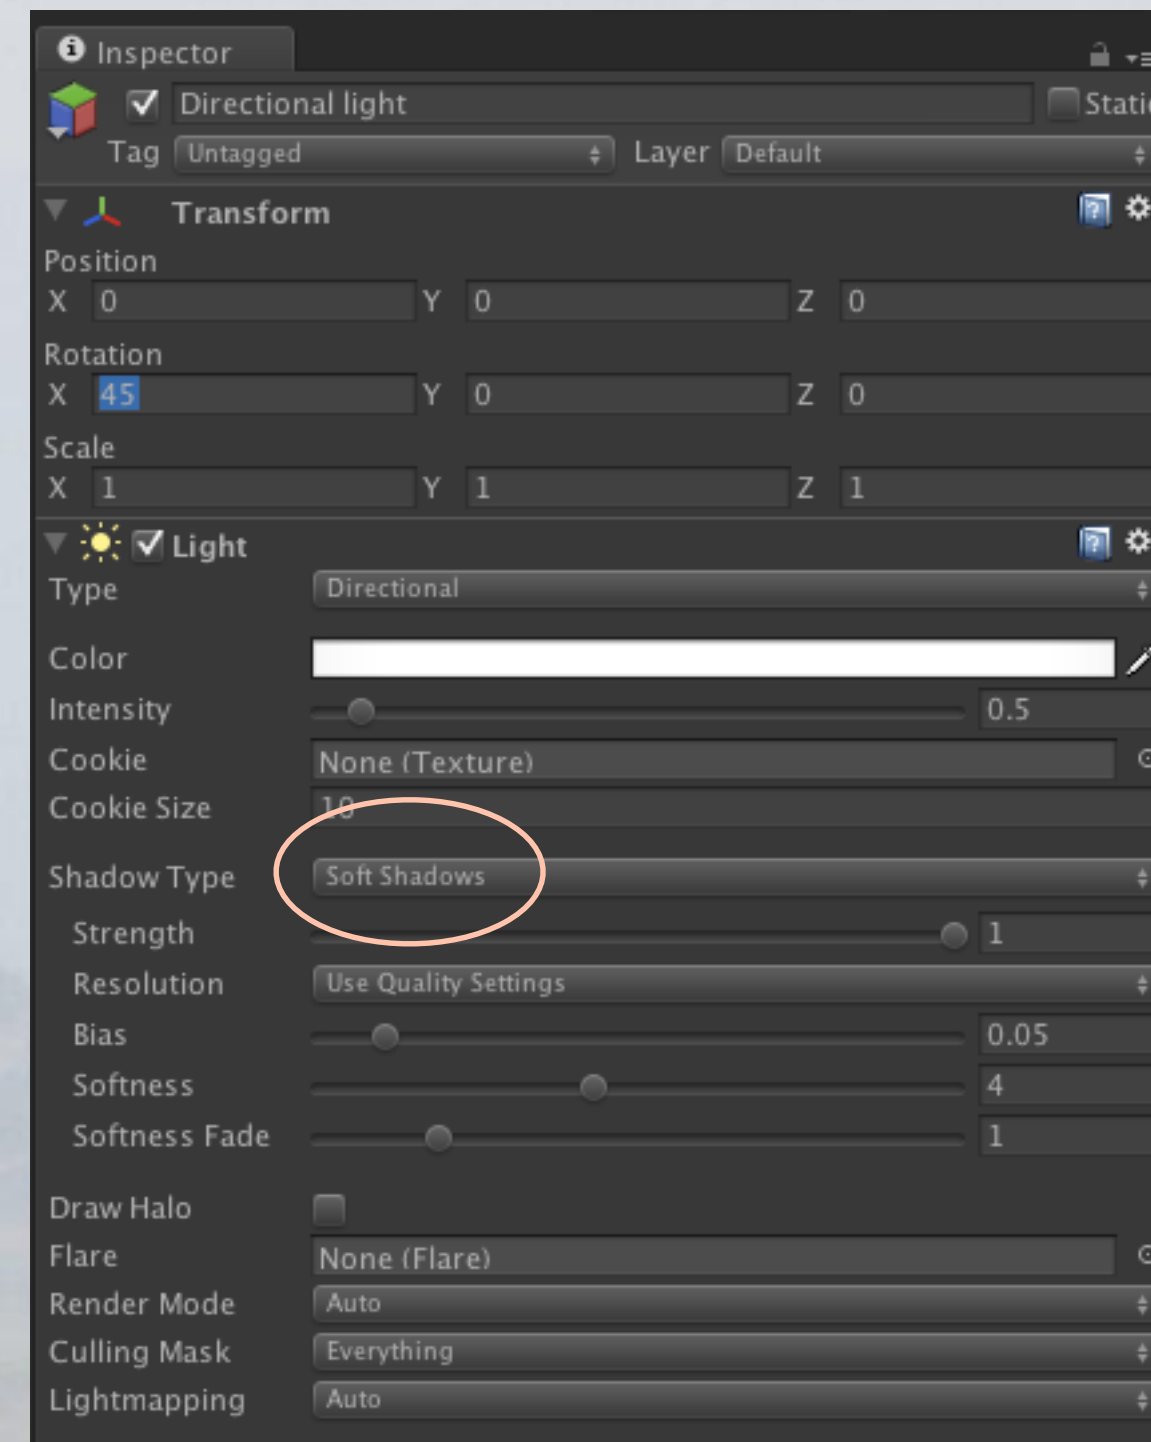 Inspector
Directional light Static
Tag Untagged Layer Default
Transform
Position
X 0 Y 0 Z 0
Rotation
X 45 Y 0 Z 0
Scale
X 1 Y 1 Z 1
Light
Type Directional
Color
Intensity 0.5
Cookie None (Texture)
Cookie Size 10
Shadow Type Soft Shadows
Strength 1
Resolution Use Quality Settings
Bias 0.05
Softness 4
Softness Fade 1
Draw Halo
Flare None (Flare)
Render Mode Auto
Culling Mask Everything
Lightmapping Auto